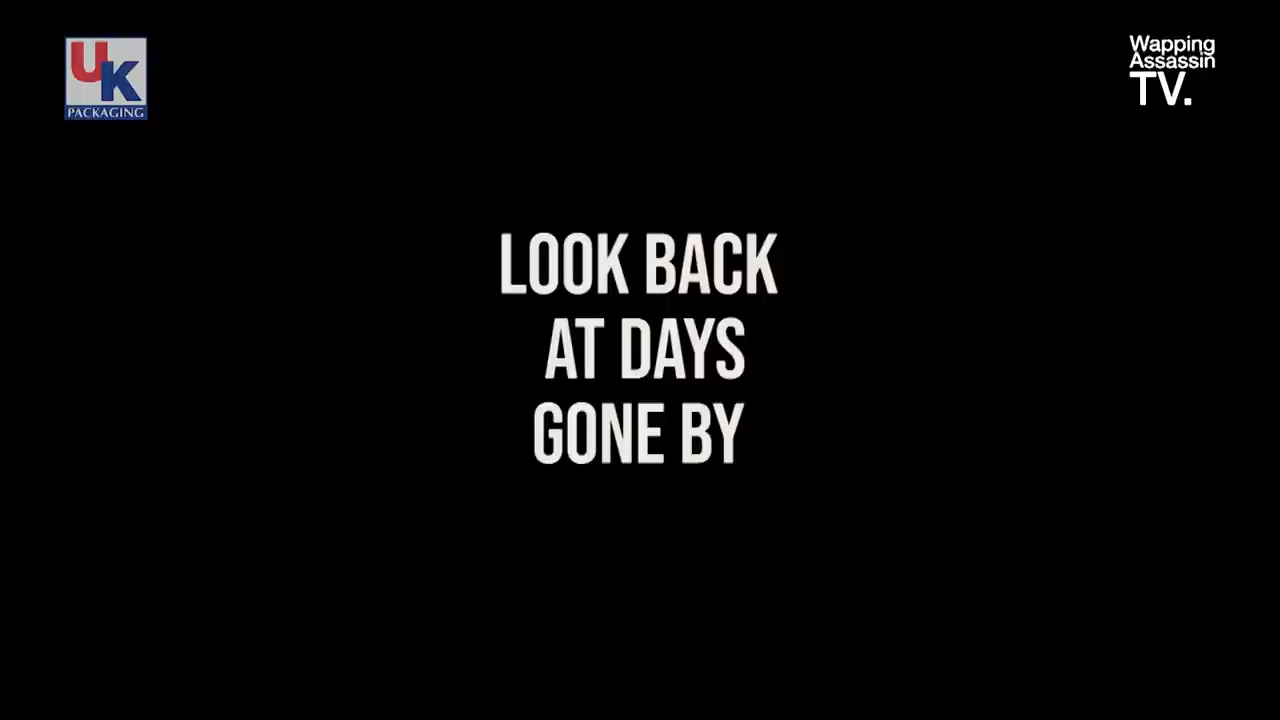 UK
PACKAGING
Wapping
Assassin
TV.
LOOK BACK
AT DAYS
GONE BY